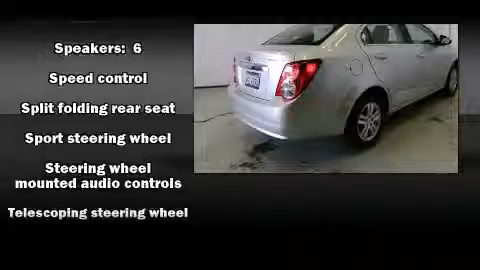 Speakers: 6
Speed control
Split folding rear seat
Sport steering wheel
Steering wheel
mounted audio controls
Telescoping steering wheel